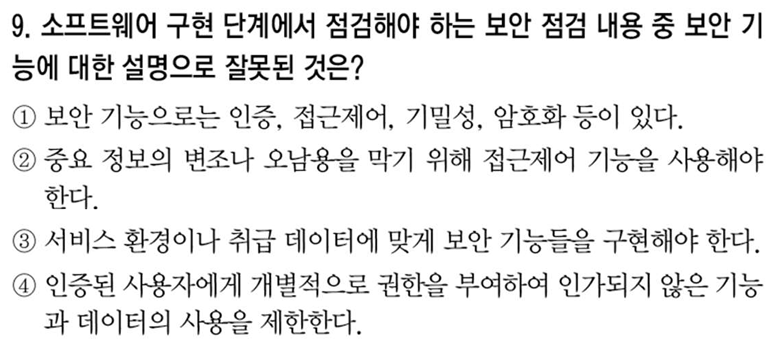 9. 소프트웨어 구현 단계에서 점검해야 하는 보안 점검 내용 중 보안 기
능에 대한 설명으로 잘못된 것은?
① 보안 기능으로는 인증, 접근제어, 기밀성, 암호화 등이 있다.
② 중요 정보의 변조나 오남용을 막기 위해 접근제어 기능을 사용해야
한다.
③ 서비스 환경이나 취급 데이터에 맞게 보안 기능들을 구현해야 한다.
④ 인증된 사용자에게 개별적으로 권한을 부여하여 인가되지 않은 기능
과 데이터의 사용을 제한한다.